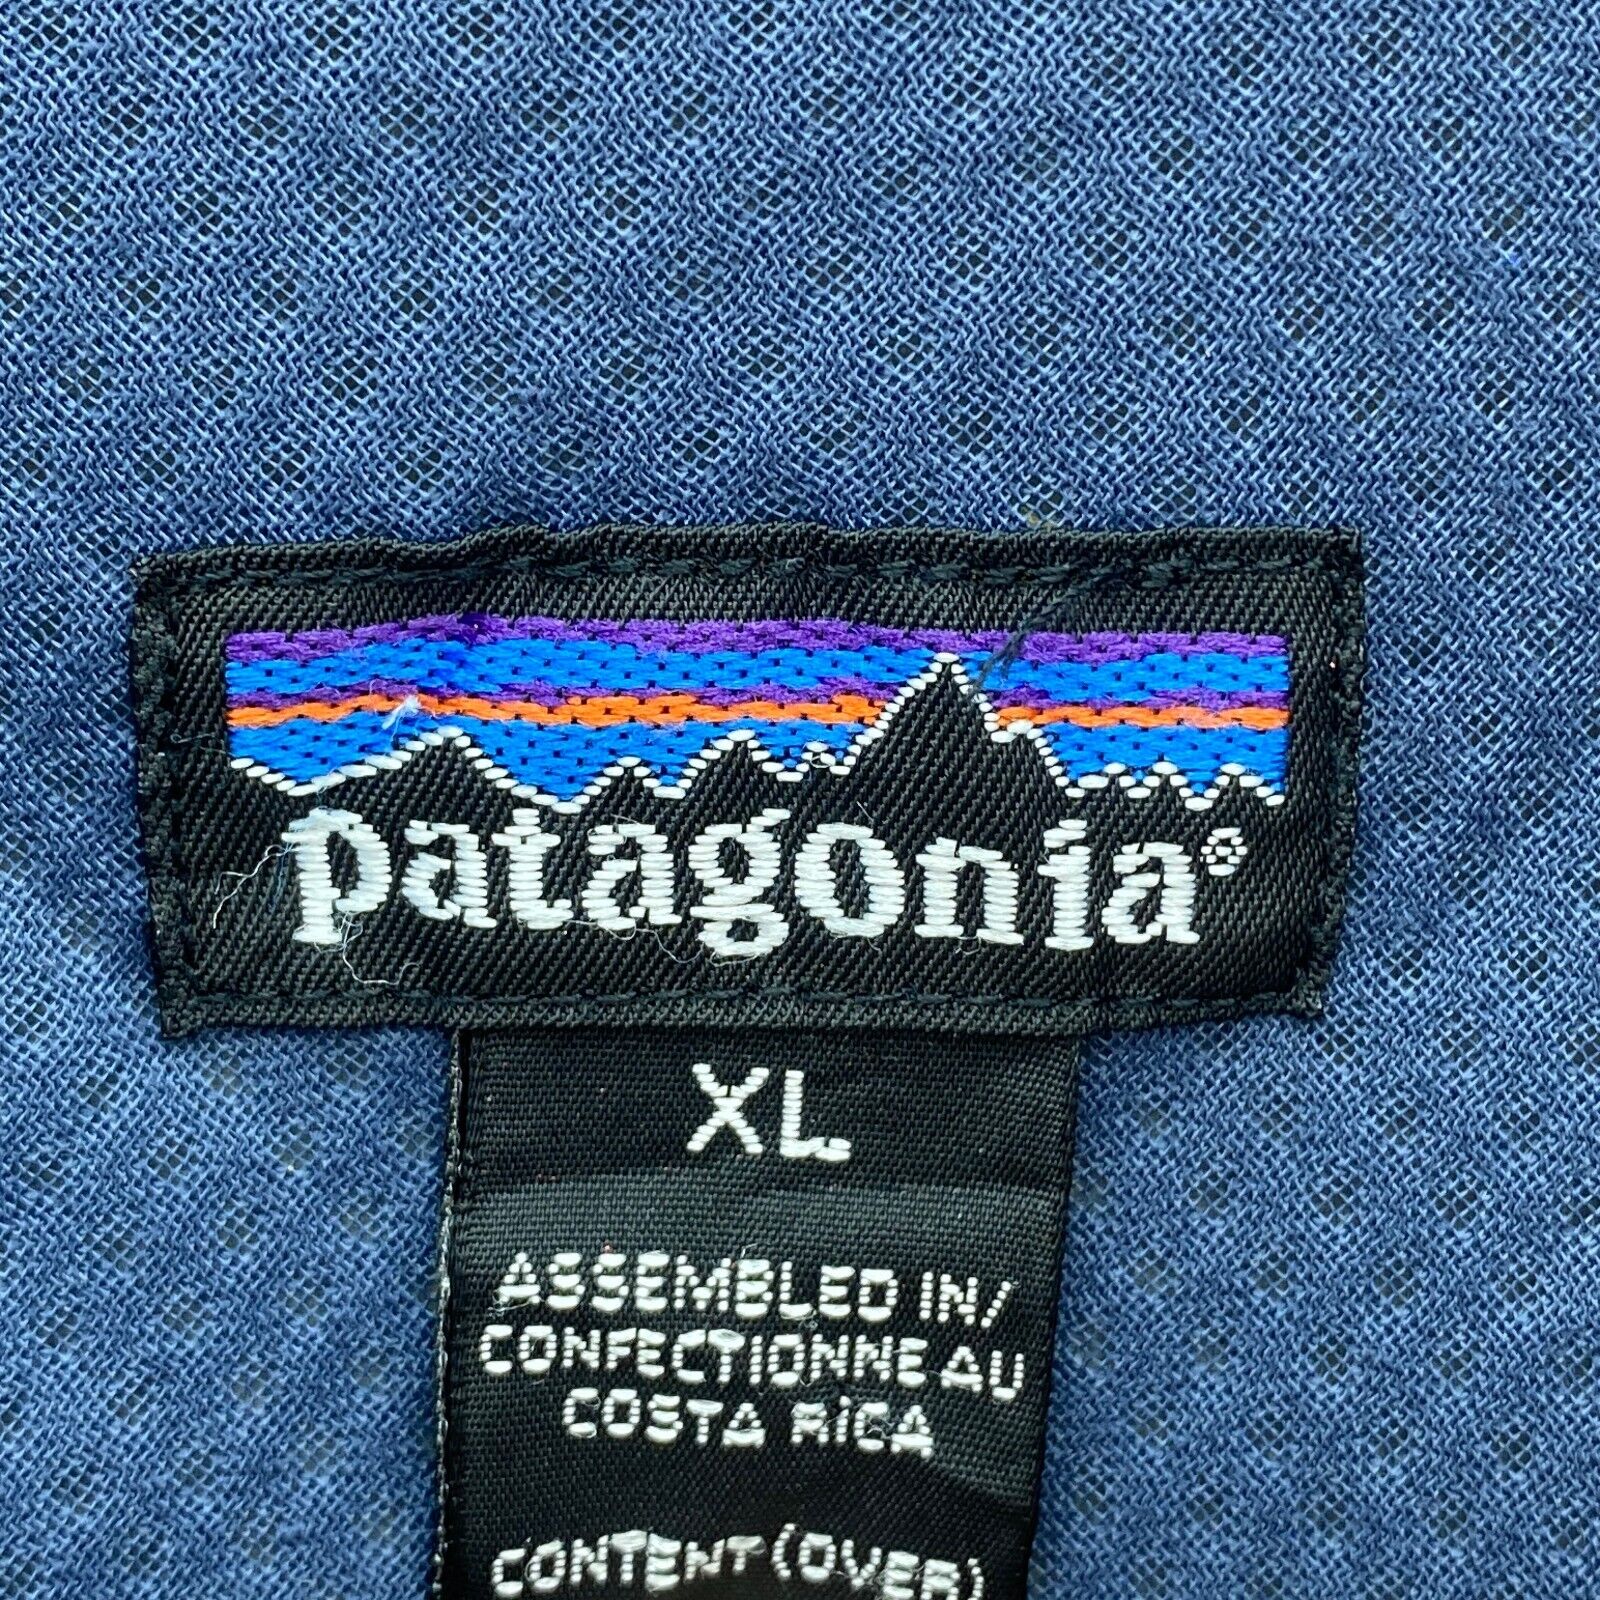 patagonia®
XL
ASSEMBLED IN/
CONFECTIONNE AU
COSTA RiCA
CONTENT (OVER)